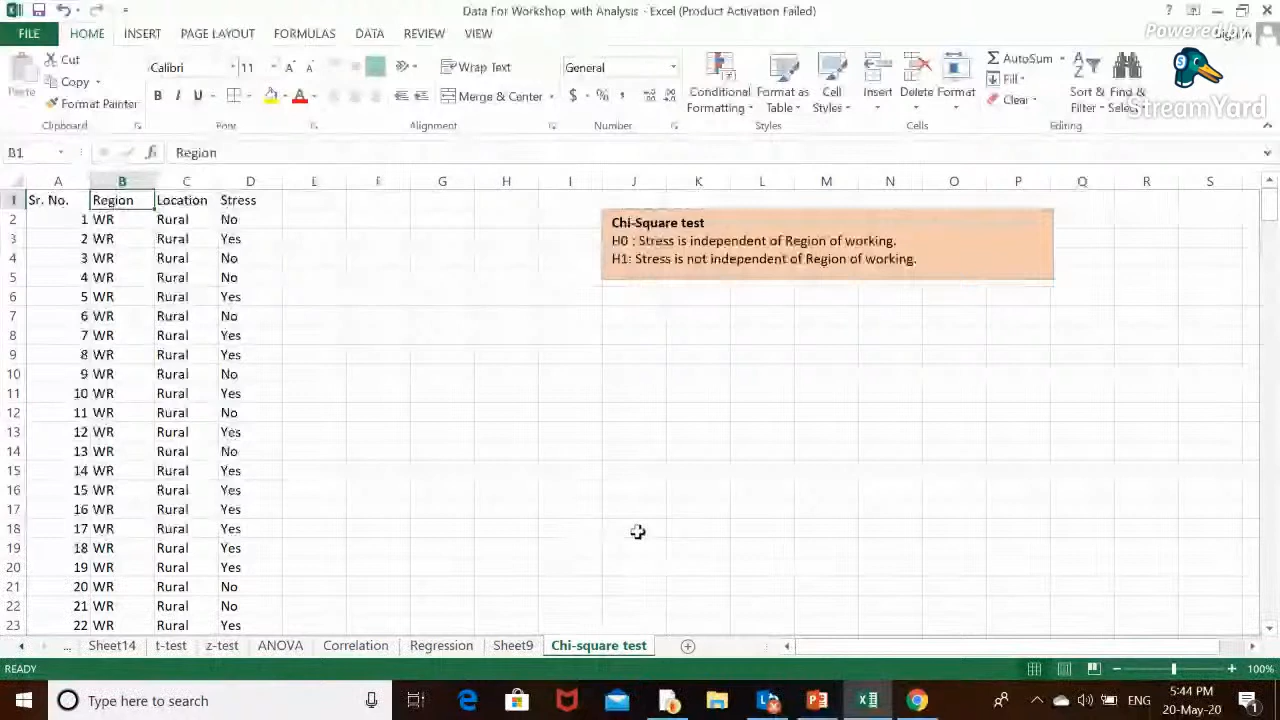 Data For Workshop with Analysis - Excel (Product Activation Failed)
Powered by
Sign in
StreamYard
FILE HOME INSERT PAGE LAYOUT FORMULAS DATA REVIEW VIEW
Cut
Copy
Format Painter
Paste
Clipboard
Calibri 11
B I U
Font
Wrap Text
Merge & Center
Alignment
General
$ % ,
Number
Conditional Formatting
Format as Table
Cell Styles
Styles
Insert Delete Format
Cells
AutoSum
Fill
Clear
Sort & Filter
Find & Select
Editing
B1 fx Region
A B C D E F G H I J K L M N O P Q R S
1 Sr. No. Region Location Stress
2 1 WR Rural No
3 2 WR Rural Yes
4 3 WR Rural No
5 4 WR Rural No
6 5 WR Rural Yes
7 6 WR Rural No
8 7 WR Rural Yes
9 8 WR Rural Yes
10 9 WR Rural No
11 10 WR Rural Yes
12 11 WR Rural No
13 12 WR Rural Yes
14 13 WR Rural No
15 14 WR Rural Yes
16 15 WR Rural Yes
17 16 WR Rural Yes
18 17 WR Rural Yes
19 18 WR Rural Yes
20 19 WR Rural Yes
21 20 WR Rural No
22 21 WR Rural No
23 22 WR Rural Yes
Chi-Square test
H0 : Stress is independent of Region of working.
H1: Stress is not independent of Region of working.
... Sheet14 t-test z-test ANOVA Correlation Regression Sheet9 Chi-square test
READY
100%
Type here to search
ENG
5:44 PM
20-May-20
1